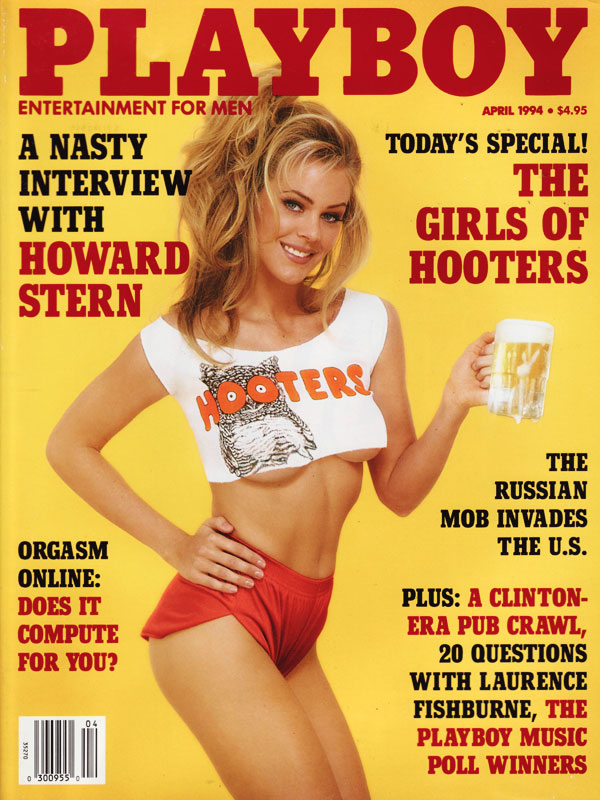 PLAYBOY
ENTERTAINMENT FOR MEN
APRIL 1994 • $4.95
A NASTY
INTERVIEW
WITH
HOWARD
STERN
TODAY'S SPECIAL!
THE
GIRLS OF
HOOTERS
HOOTERS
THE
RUSSIAN
MOB INVADES
THE U.S.
ORGASM
ONLINE:
DOES IT
COMPUTE
FOR YOU?
PLUS: A CLINTON-
ERA PUB CRAWL,
20 QUESTIONS
WITH LAURENCE
FISHBURNE, THE
PLAYBOY MUSIC
POLL WINNERS
04
35270
0 300955 0